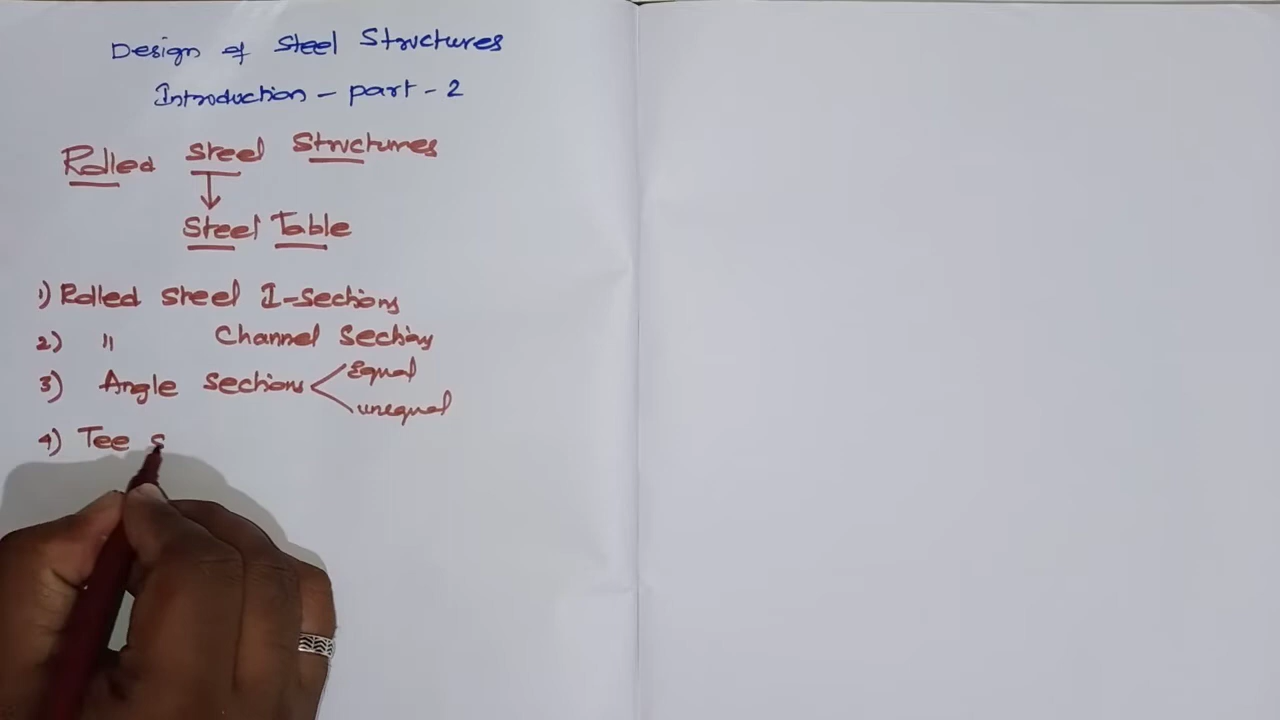 Design of Steel Structures
Introduction - part - 2
Rolled Steel Structures
Steel Table
1) Rolled Steel I-Sections
2) " Channel Sections
3) Angle Sections Equal
unequal
4) Tee S